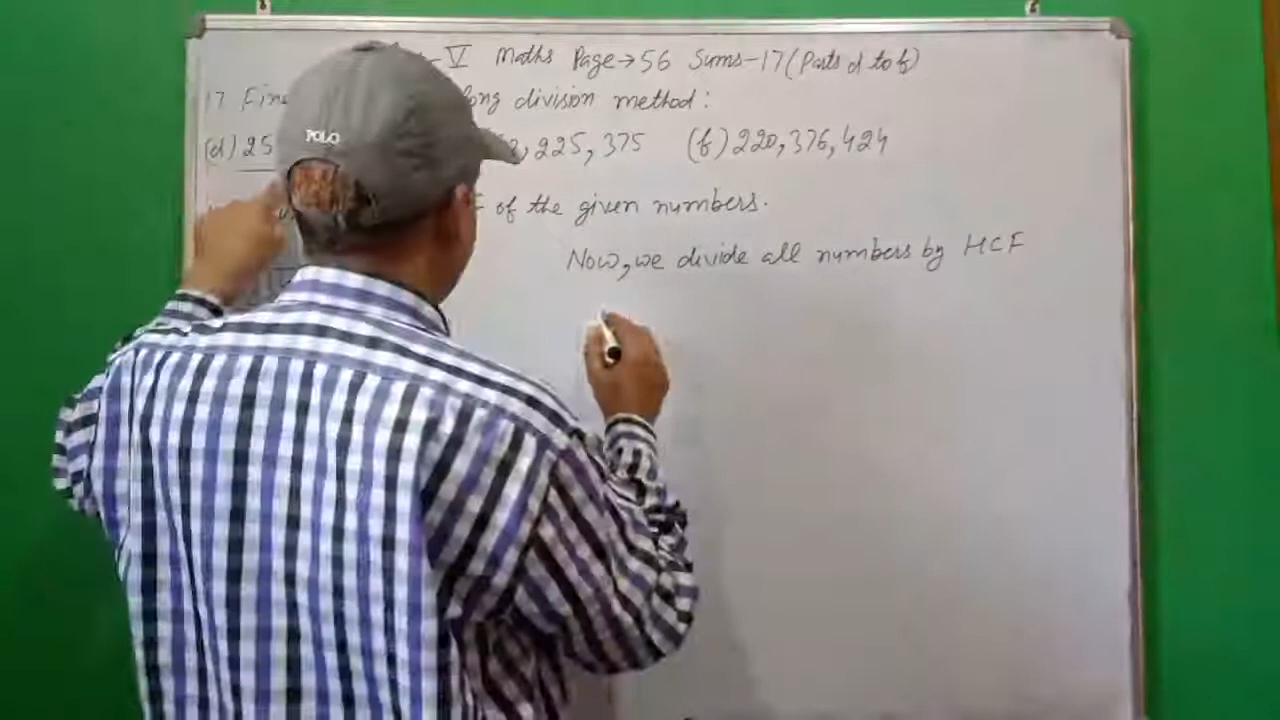 -V Maths Page→56 Sums-17(Parts d to f)
17 Fin long division method:
(d) 25 , 225, 375 (f) 220, 376, 424
of the given numbers.
Now, we divide all numbers by HCF
POLO